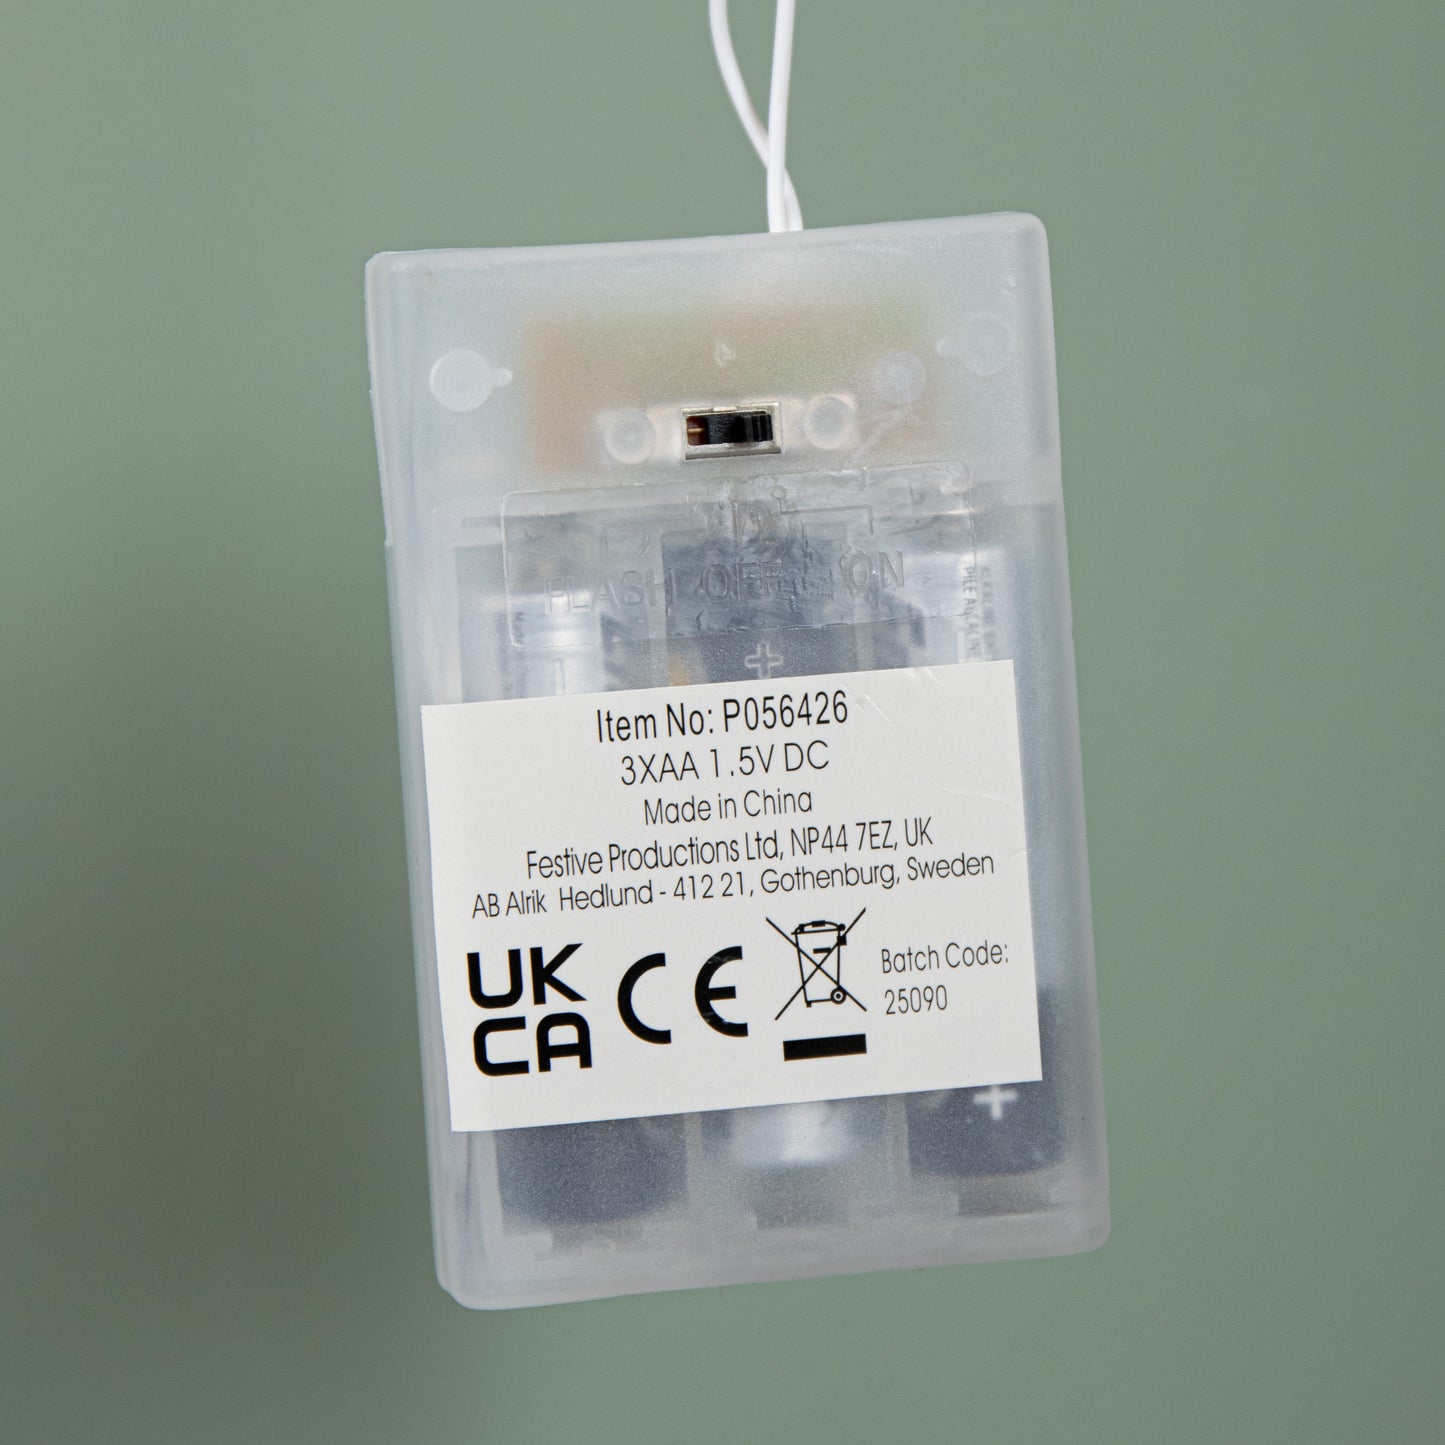 FLASH OFF ON
+
Item No: P056426
3XAA 1.5V DC
Made in China
Festive Productions Ltd, NP44 7EZ, UK
AB Alrik Hedlund - 412 21, Gothenburg, Sweden
UK
CA
CE
Batch Code:
25090
+